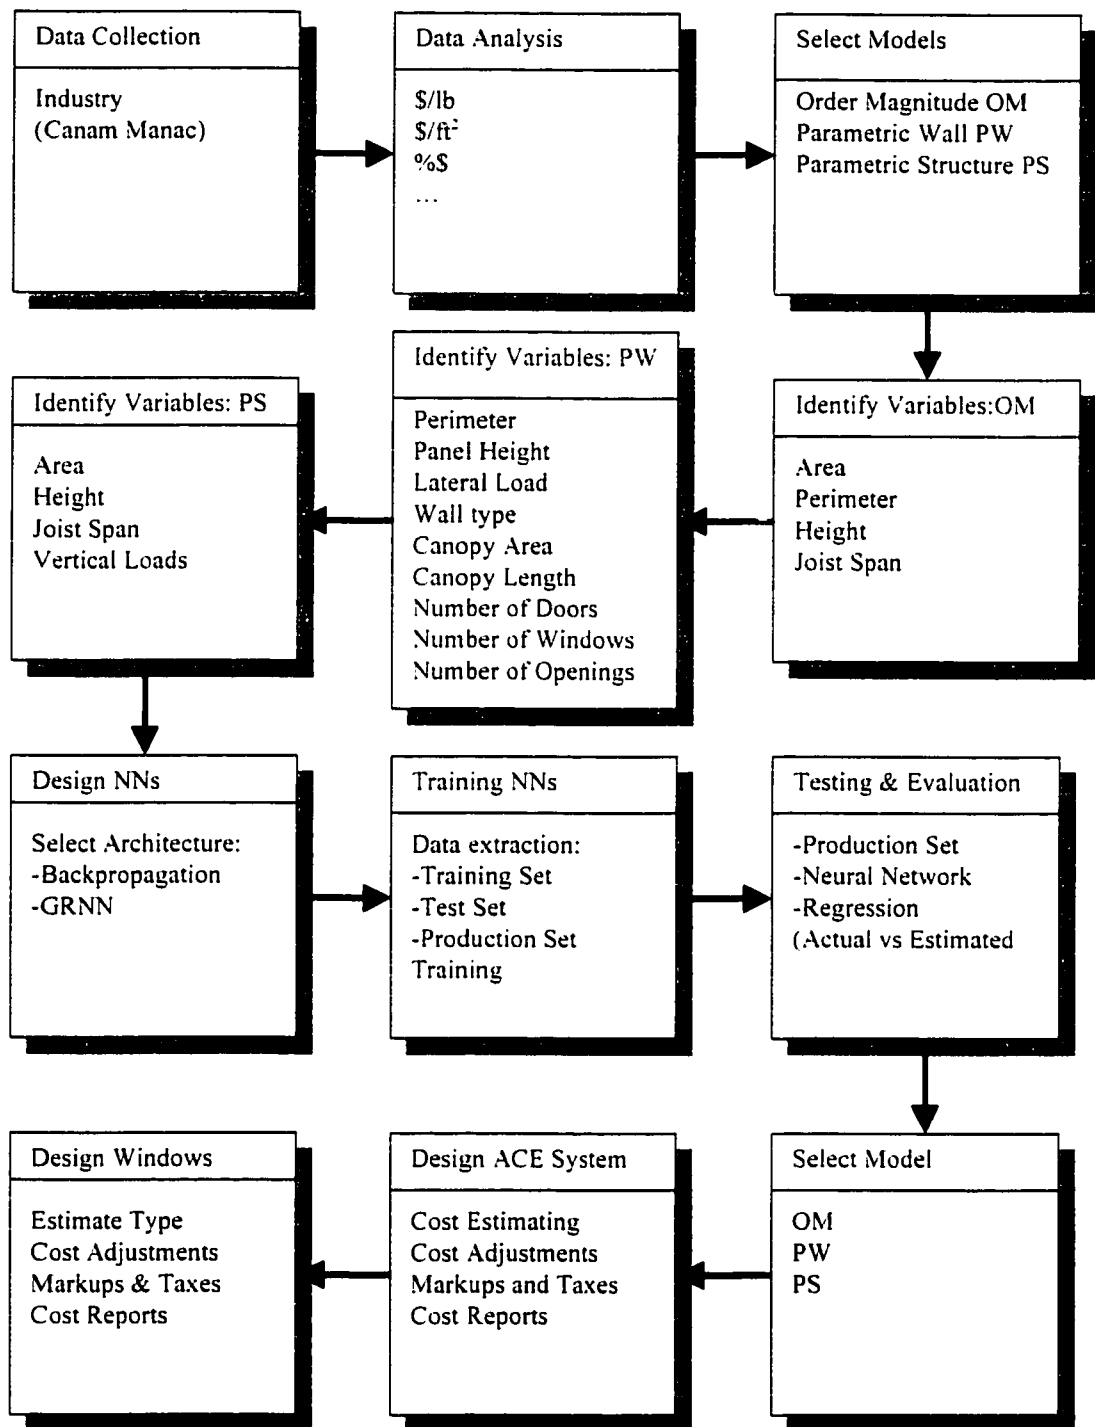 Data Collection
Industry
(Canam Manac)
Data Analysis
$/lb
$/ft²
%$
...
Select Models
Order Magnitude OM
Parametric Wall PW
Parametric Structure PS
Identify Variables: PS
Area
Height
Joist Span
Vertical Loads
Identify Variables: PW
Perimeter
Panel Height
Lateral Load
Wall type
Canopy Area
Canopy Length
Number of Doors
Number of Windows
Number of Openings
Identify Variables:OM
Area
Perimeter
Height
Joist Span
Design NNs
Select Architecture:
-Backpropagation
-GRNN
Training NNs
Data extraction:
-Training Set
-Test Set
-Production Set
Training
Testing & Evaluation
-Production Set
-Neural Network
-Regression
(Actual vs Estimated
Design Windows
Estimate Type
Cost Adjustments
Markups & Taxes
Cost Reports
Design ACE System
Cost Estimating
Cost Adjustments
Markups and Taxes
Cost Reports
Select Model
OM
PW
PS